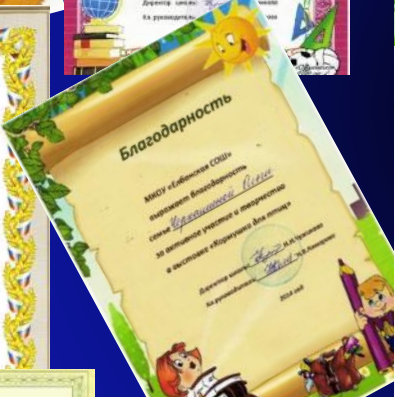 Директор школы
Кл. руководитель
Благодарность
МКОУ «Елбанская СОШ»
выражает благодарность
семье
за активное участие и творчество
в выставке «Кормушка для птиц»
Директор школы
Кл. руководитель
2014 год